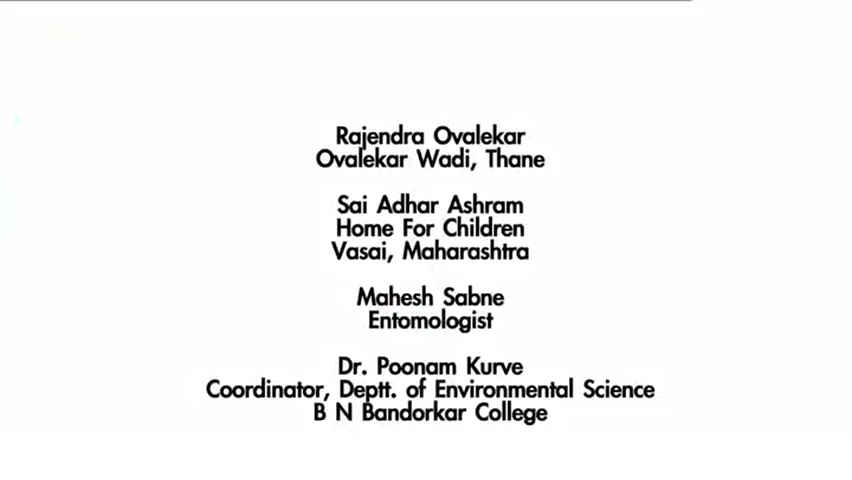 Rajendra Ovalekar
Ovalekar Wadi, Thane
Sai Adhar Ashram
Home For Children
Vasai, Maharashtra
Mahesh Sabne
Entomologist
Dr. Poonam Kurve
Coordinator, Deptt. of Environmental Science
B N Bandorkar College